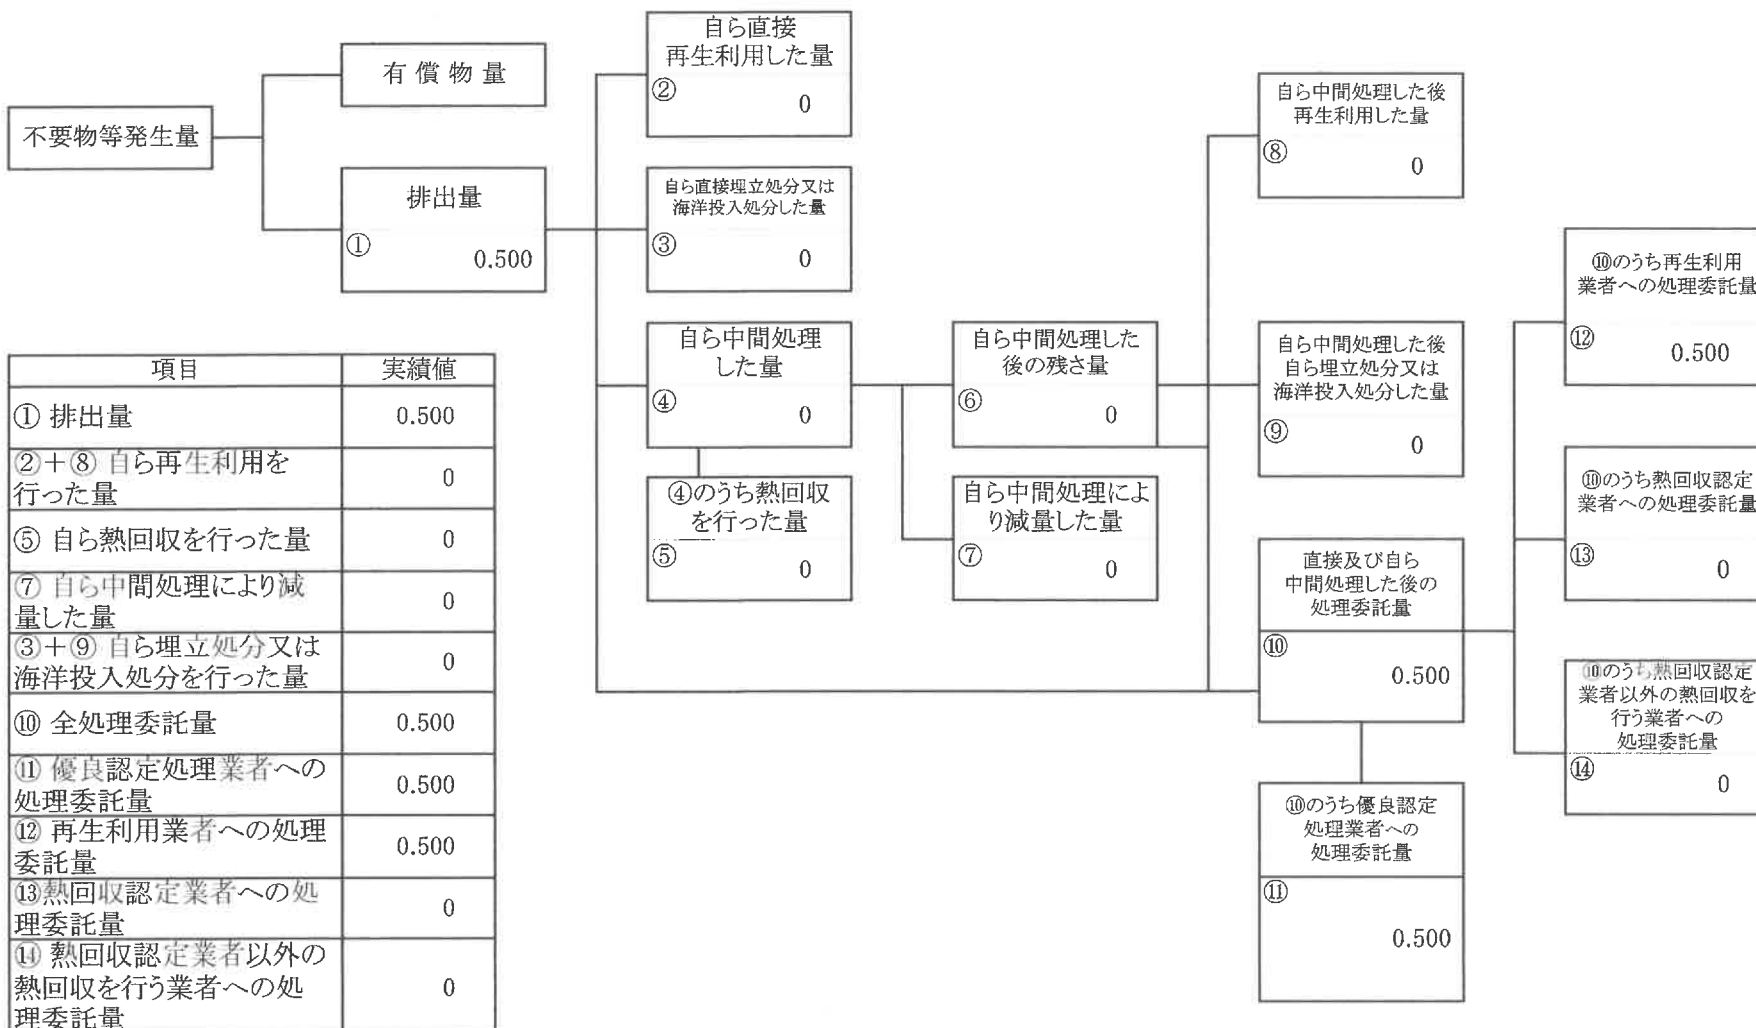 不要物等発生量
有償物量
排出量
①
0.500
自ら直接
再生利用した量
②
0
自ら直接埋立処分又は
海洋投入処分した量
③
0
自ら中間処理
した量
④
0
④のうち熱回収
を行った量
⑤
0
自ら中間処理した
後の残さ量
⑥
0
自ら中間処理によ
り減量した量
⑦
0
自ら中間処理した後
再生利用した量
⑧
0
自ら中間処理した後
自ら埋立処分又は
海洋投入処分した量
⑨
0
直接及び自ら
中間処理した後の
処理委託量
⑩
0.500
⑩のうち優良認定
処理業者への
処理委託量
⑪
0.500
⑩のうち再生利用
業者への処理委託量
⑫
0.500
⑩のうち熱回収認定
業者への処理委託量
⑬
0
⑩のうち熱回収認定
業者以外の熱回収を
行う業者への
処理委託量
⑭
0
項目 実績値
① 排出量 0.500
②+⑧ 自ら再生利用を
行った量 0
⑤ 自ら熱回収を行った量 0
⑦ 自ら中間処理により減
量した量 0
③+⑨ 自ら埋立処分又は
海洋投入処分を行った量 0
⑩ 全処理委託量 0.500
⑪ 優良認定処理業者への
処理委託量 0.500
⑫ 再生利用業者への処理
委託量 0.500
⑬熱回収認定業者への処
理委託量 0
⑭ 熱回収認定業者以外の
熱回収を行う業者への処
理委託量 0